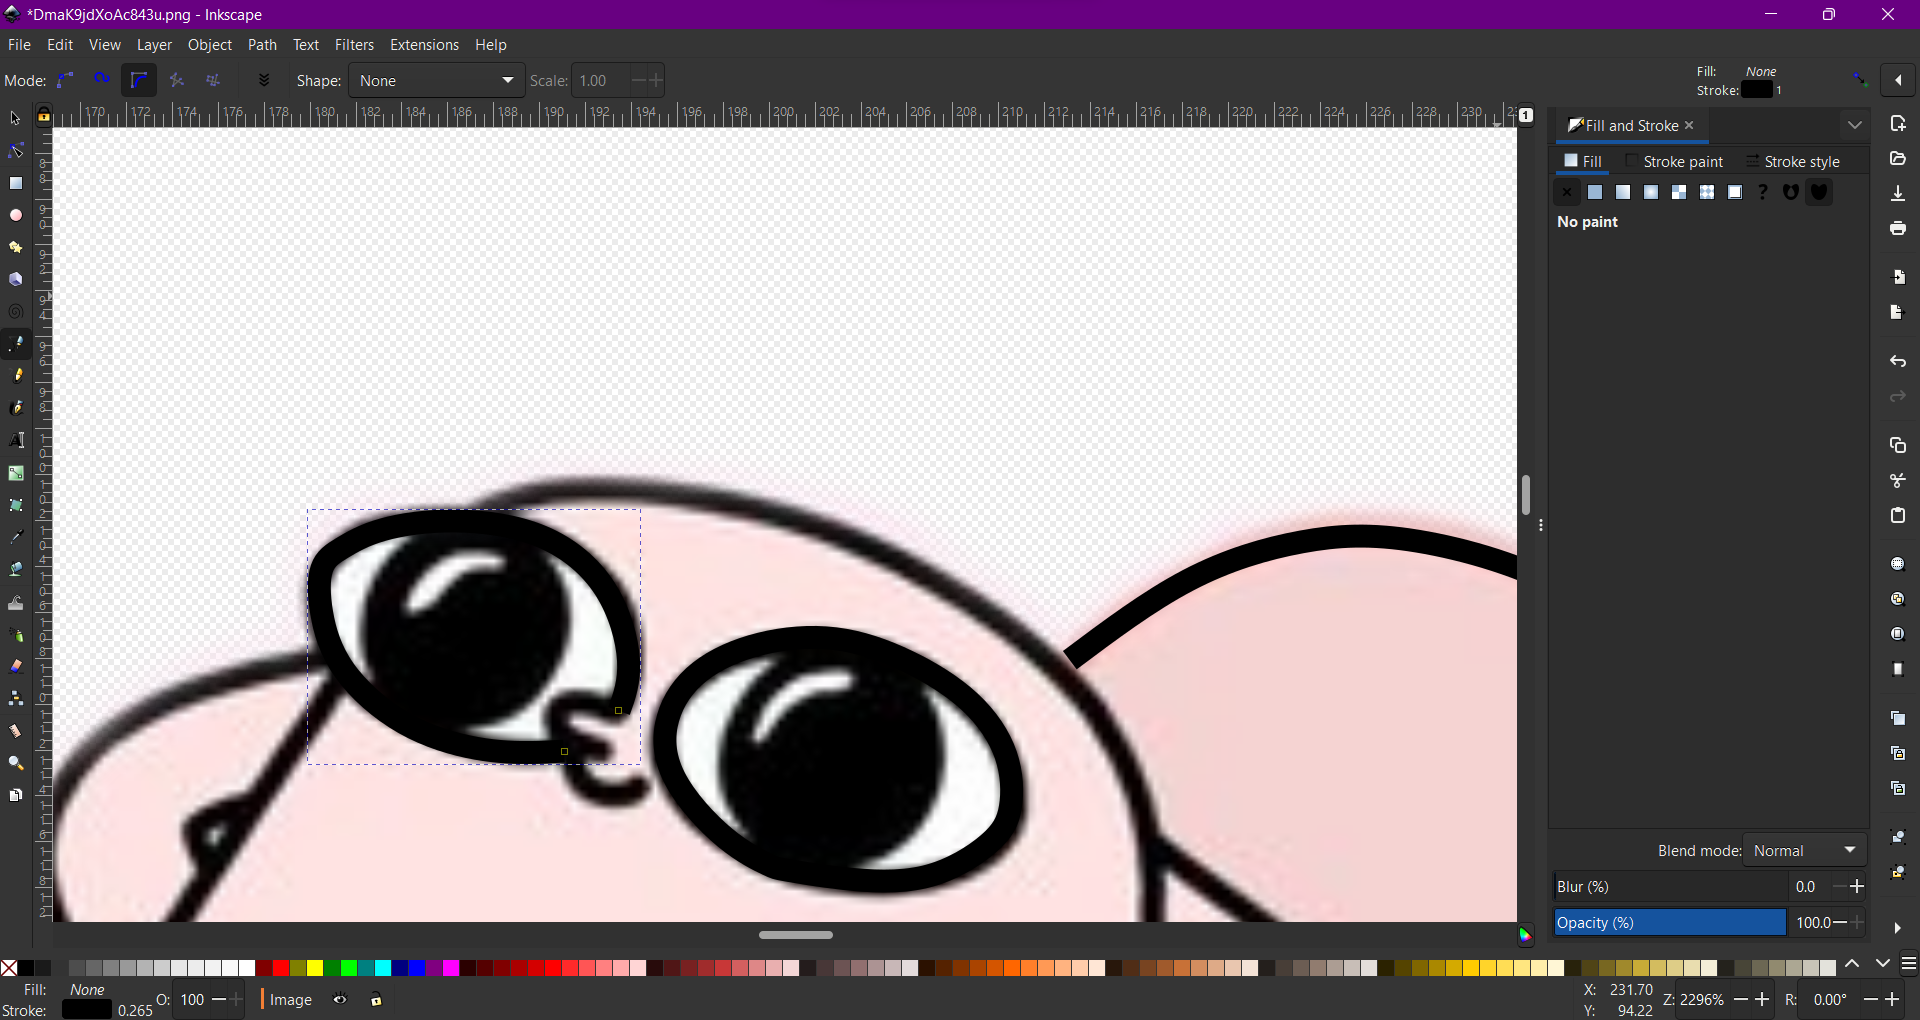 *DmaK9jdXoAc843u.png - Inkscape
File Edit View Layer Object Path Text Filters Extensions Help
Mode: Shape: None Scale: 1.00 Fill: None
Stroke: 1
170 172 174 176 178 180 182 184 186 188 190 192 194 196 198 200 202 204 206 208 210 212 214 216 218 220 222 224 226 228 230
1
Fill and Stroke
Fill Stroke paint Stroke style
?
No paint
Blend mode: Normal
Blur (%) 0.0
Opacity (%) 100.0
Fill: None
Stroke: 0.265
O: 100
Image
X: 231.70
Y: 94.22
Z: 2296%
R: 0.00°